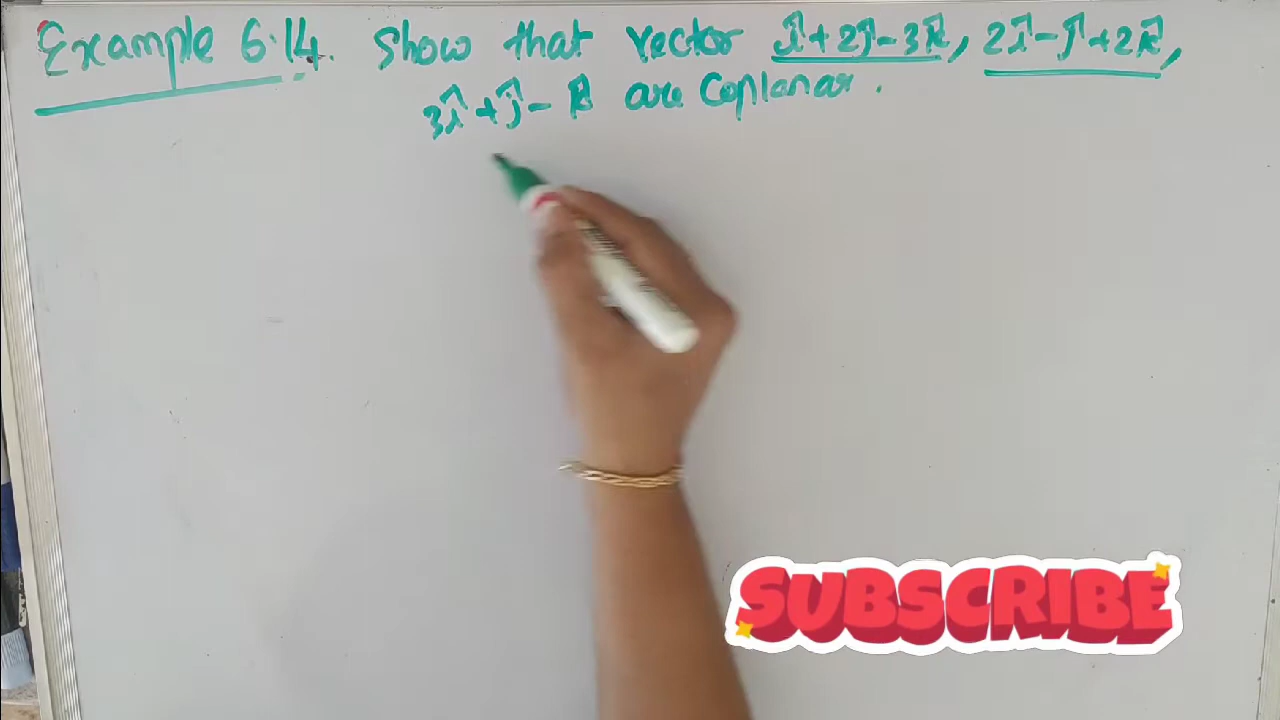 Example 6.14. Show that vector î+2ĵ-3k̂, 2î-ĵ+2k̂,
3î+ĵ-k̂ are coplanar.
SUBSCRIBE